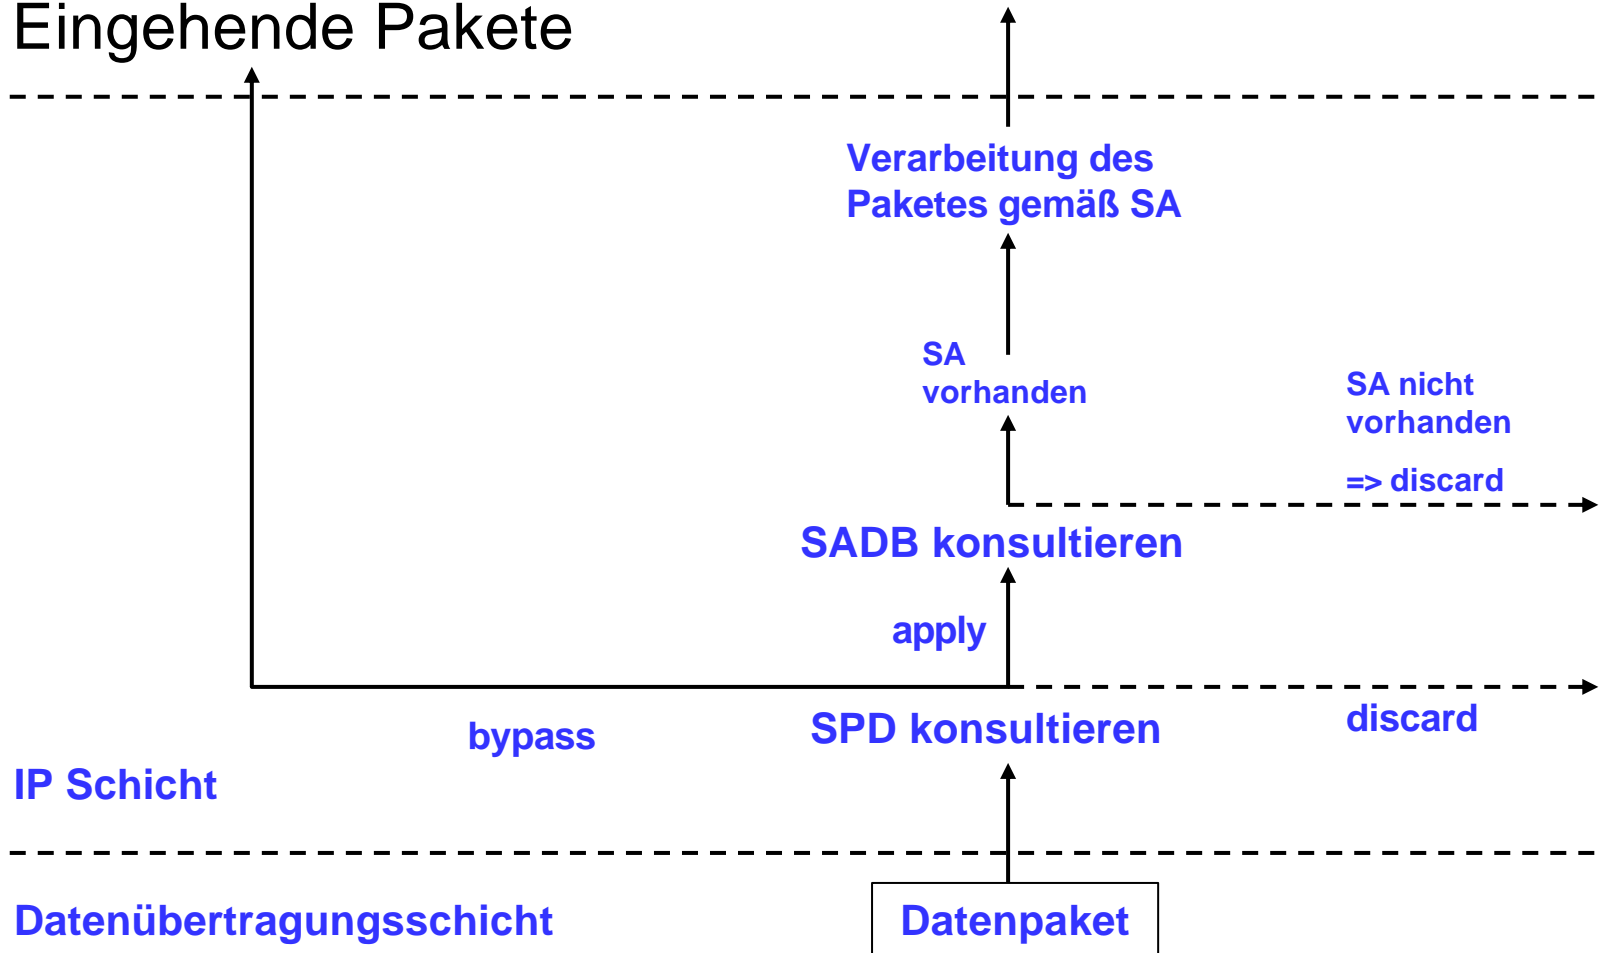 Eingehende Pakete
Verarbeitung des
Paketes gemäß SA
SA
vorhanden
SA nicht
vorhanden
=> discard
SADB konsultieren
apply
bypass
SPD konsultieren
discard
IP Schicht
Datenübertragungsschicht
Datenpaket